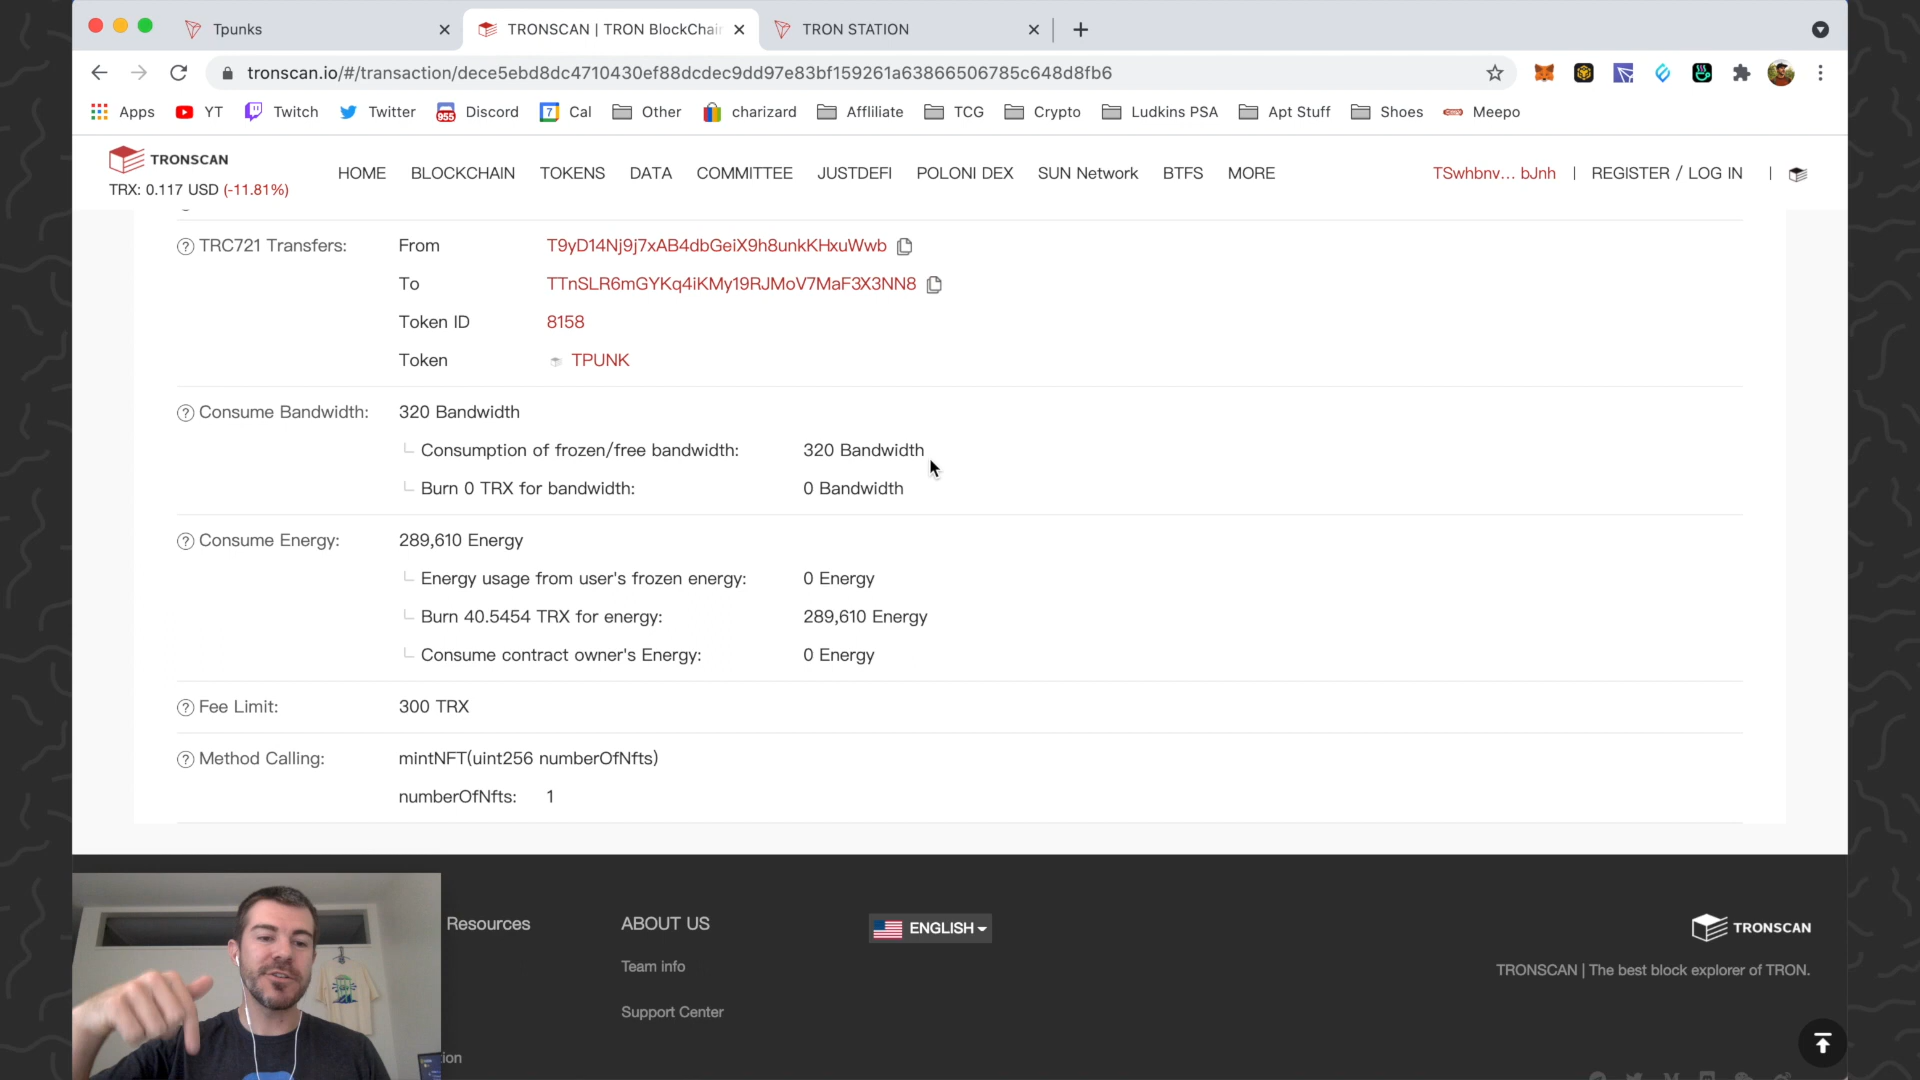 Tpunks
TRONSCAN | TRON BlockChai
TRON STATION
tronscan.io/#/transaction/dece5ebd8dc4710430ef88dcdec9dd97e83bf159261a63866506785c648d8fb6
Apps YT Twitch Twitter 955 Discord 7 Cal Other charizard Affliliate TCG Crypto Ludkins PSA Apt Stuff Shoes Meepo
TRONSCAN
TRX: 0.117 USD (-11.81%)
HOME BLOCKCHAIN TOKENS DATA COMMITTEE JUSTDEFI POLONI DEX SUN Network BTFS MORE
TSwhbnv... bJnh | REGISTER / LOG IN |
TRC721 Transfers: From T9yD14Nj9j7xAB4dbGeiX9h8unkKHxuWwb
To TTnSLR6mGYKq4iKMy19RJMoV7MaF3X3NN8
Token ID 8158
Token TPUNK
Consume Bandwidth: 320 Bandwidth
Consumption of frozen/free bandwidth: 320 Bandwidth
Burn 0 TRX for bandwidth: 0 Bandwidth
Consume Energy: 289,610 Energy
Energy usage from user's frozen energy: 0 Energy
Burn 40.5454 TRX for energy: 289,610 Energy
Consume contract owner's Energy: 0 Energy
Fee Limit: 300 TRX
Method Calling: mintNFT(uint256 numberOfNfts)
numberOfNfts: 1
Resources
ABOUT US
Team info
Support Center
ENGLISH
TRONSCAN
TRONSCAN | The best block explorer of TRON.